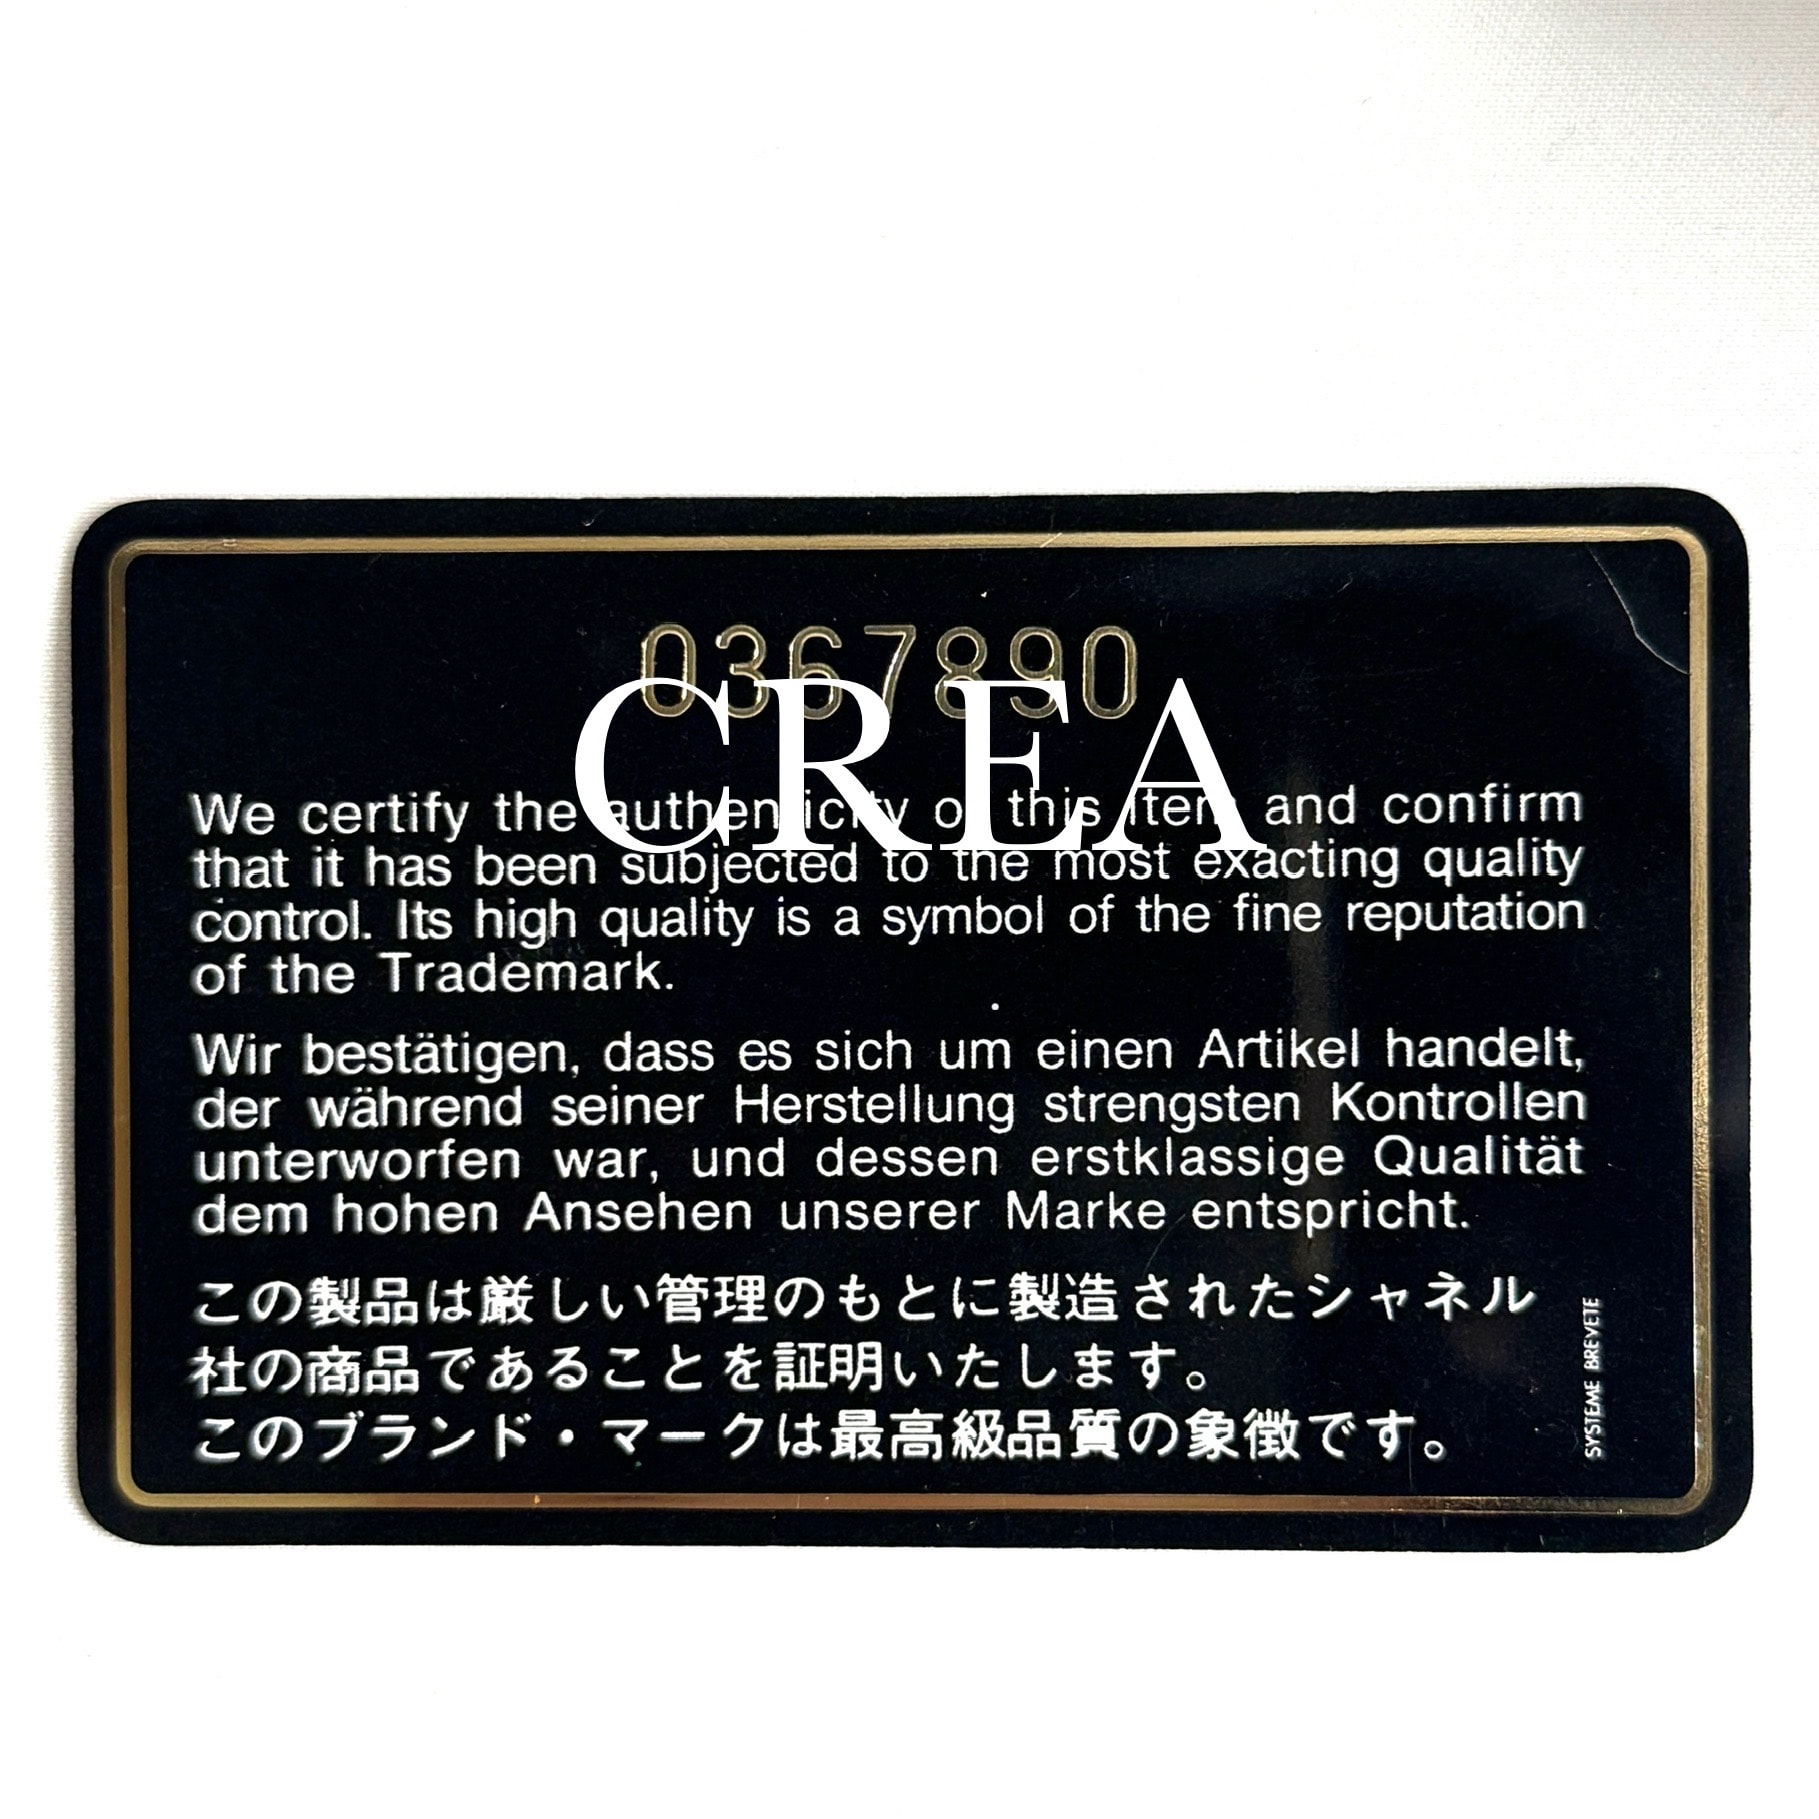 0367890
CREA
We certify the authenticity of this item and confirm
that it has been subjected to the most exacting quality
control. Its high quality is a symbol of the fine reputation
of the Trademark.
Wir bestätigen, dass es sich um einen Artikel handelt,
der während seiner Herstellung strengsten Kontrollen
unterworfen war, und dessen erstklassige Qualität
dem hohen Ansehen unserer Marke entspricht.
この製品は厳しい管理のもとに製造されたシャネル
社の商品であることを証明いたします。
このブランド・マークは最高級品質の象徴です。
SYSTEME BREVETE